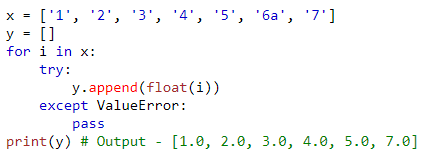 x = ['1', '2', '3', '4', '5', '6a', '7']
y = []
for i in x:
    try:
        y.append(float(i))
    except ValueError:
        pass
print(y) # Output - [1.0, 2.0, 3.0, 4.0, 5.0, 7.0]